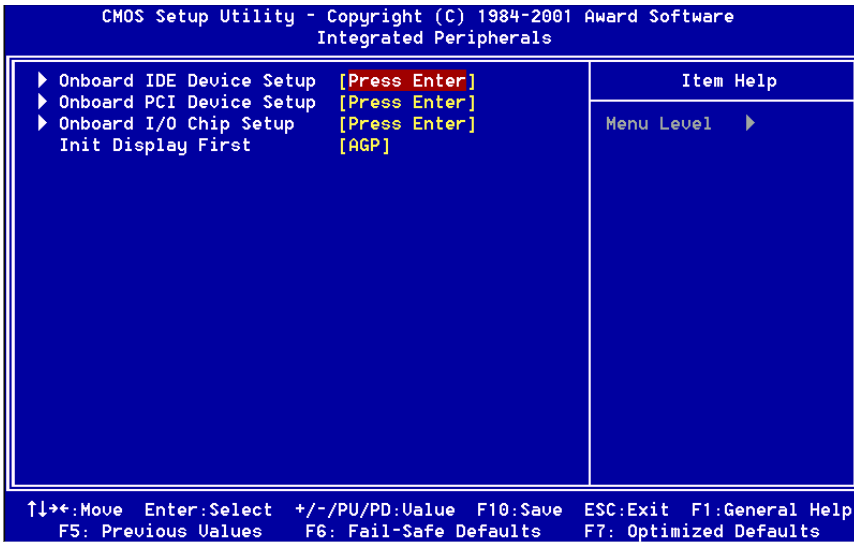 CMOS Setup Utility - Copyright (C) 1984-2001 Award Software
Integrated Peripherals
▶ Onboard IDE Device Setup [Press Enter]
▶ Onboard PCI Device Setup [Press Enter]
▶ Onboard I/O Chip Setup [Press Enter]
Init Display First [AGP]
Item Help
Menu Level ▶
↑↓→←:Move Enter:Select +/-/PU/PD:Value F10:Save ESC:Exit F1:General Help
F5: Previous Values F6: Fail-Safe Defaults F7: Optimized Defaults